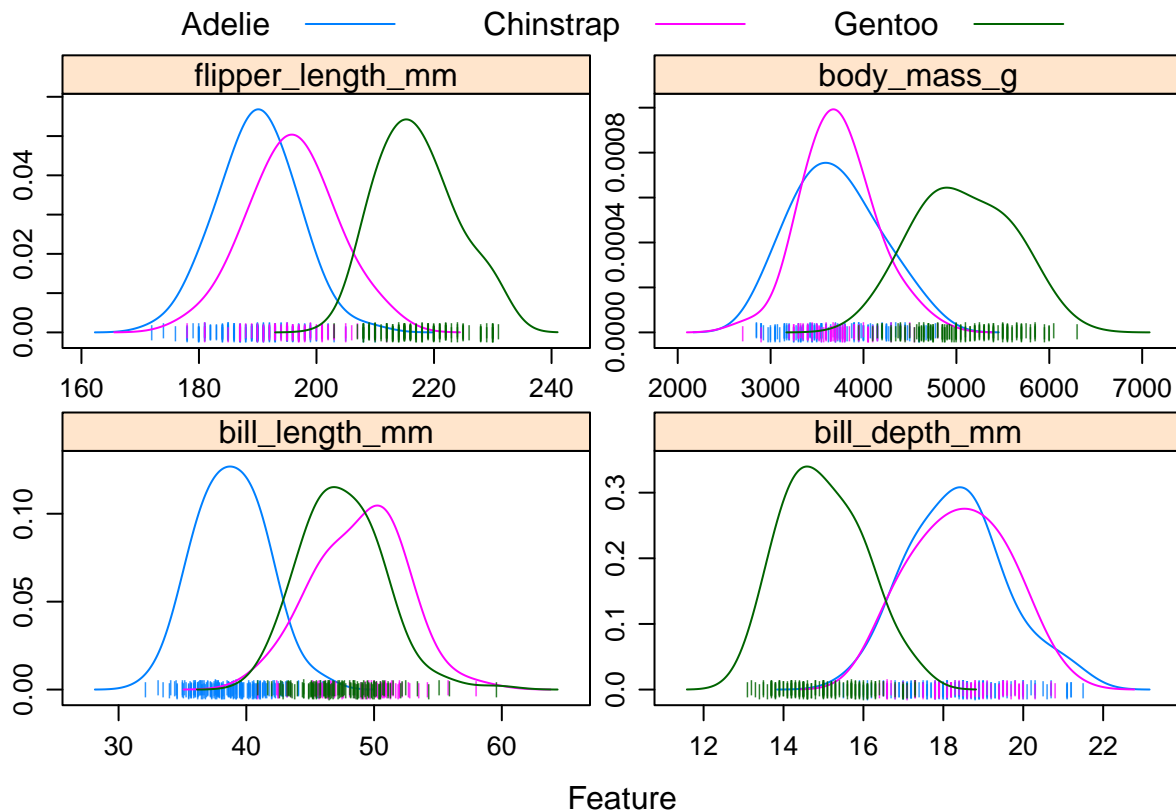 Adelie Chinstrap Gentoo
flipper_length_mm
0.00 0.02 0.04
160 180 200 220 240
body_mass_g
0.0000 0.0004 0.0008
2000 3000 4000 5000 6000 7000
bill_length_mm
0.00 0.05 0.10
30 40 50 60
bill_depth_mm
0.0 0.1 0.2 0.3
12 14 16 18 20 22
Feature